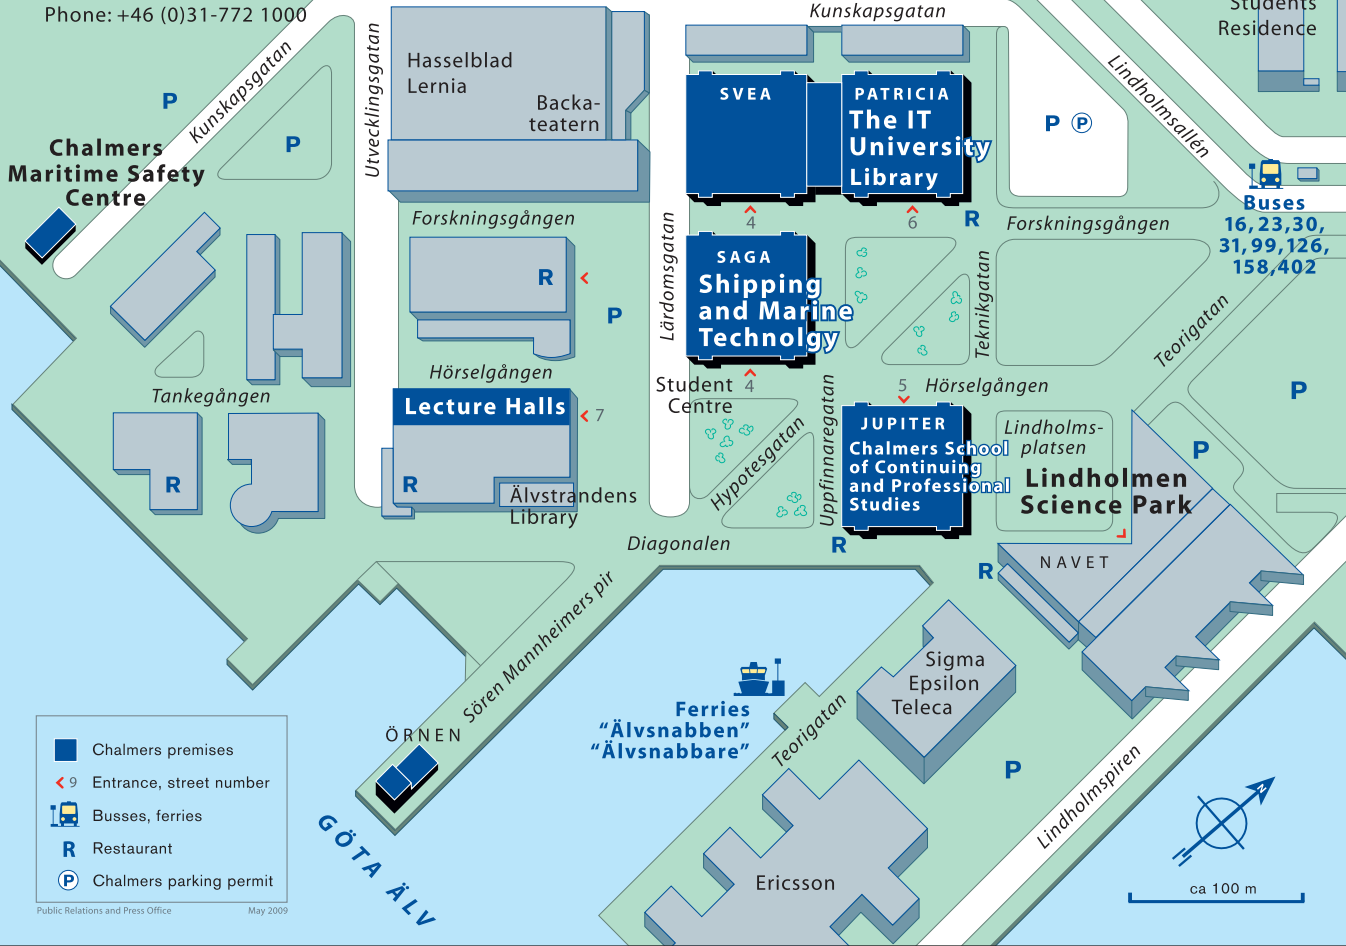 Phone: +46 (0)31-772 1000
Kunskapsgatan
Students
Residence
Kunskapsgatan
Utvecklingsgatan
Hasselblad
Lernia
Backa-
teatern
SVEA
PATRICIA
The IT
University
Library
Lindholmsallén
P
P
P
P
Chalmers
Maritime Safety
Centre
Buses
16,23,30,
31,99,126,
158,402
Forskningsgången
Lärdomsgatan
4
6
R
Forskningsgången
R
P
SAGA
Shipping
and Marine
Technolgy
Teknikgatan
Teorigatan
Tankegången
Hörselgången
Student
Centre
4
5
Hörselgången
P
Lecture Halls
7
Hypotesgatan
Uppfinnaregatan
JUPITER
Chalmers School
of Continuing
and Professional
Studies
Lindholms-
platsen
P
Lindholmen
Science Park
R
R
Älvstrandens
Library
Diagonalen
R
R
NAVET
Sören Mannheimers pir
Sigma
Epsilon
Teleca
Ferries
“Älvsnabben”
“Älvsnabbare”
Teorigatan
P
Lindholmspiren
ÖRNEN
GÖTA ÄLV
Ericsson
N
ca 100 m
Chalmers premises
9 Entrance, street number
Busses, ferries
R Restaurant
P Chalmers parking permit
Public Relations and Press Office May 2009